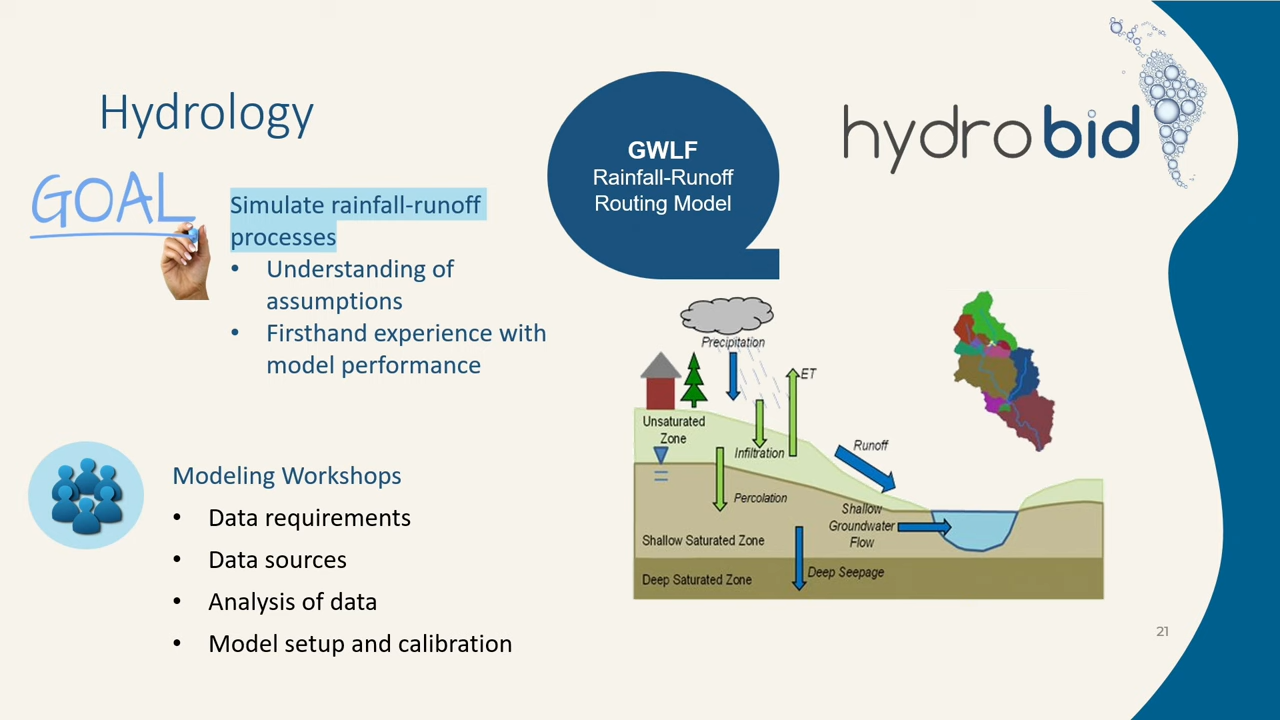 Hydrology
GOAL
Simulate rainfall-runoff
processes
• Understanding of
assumptions
• Firsthand experience with
model performance
Modeling Workshops
• Data requirements
• Data sources
• Analysis of data
• Model setup and calibration
GWLF
Rainfall-Runoff
Routing Model
hydrobid
Precipitation
ET
Unsaturated
Zone
Infiltration
Runoff
Percolation
Shallow
Groundwater
Flow
Shallow Saturated Zone
Deep Seepage
Deep Saturated Zone
21